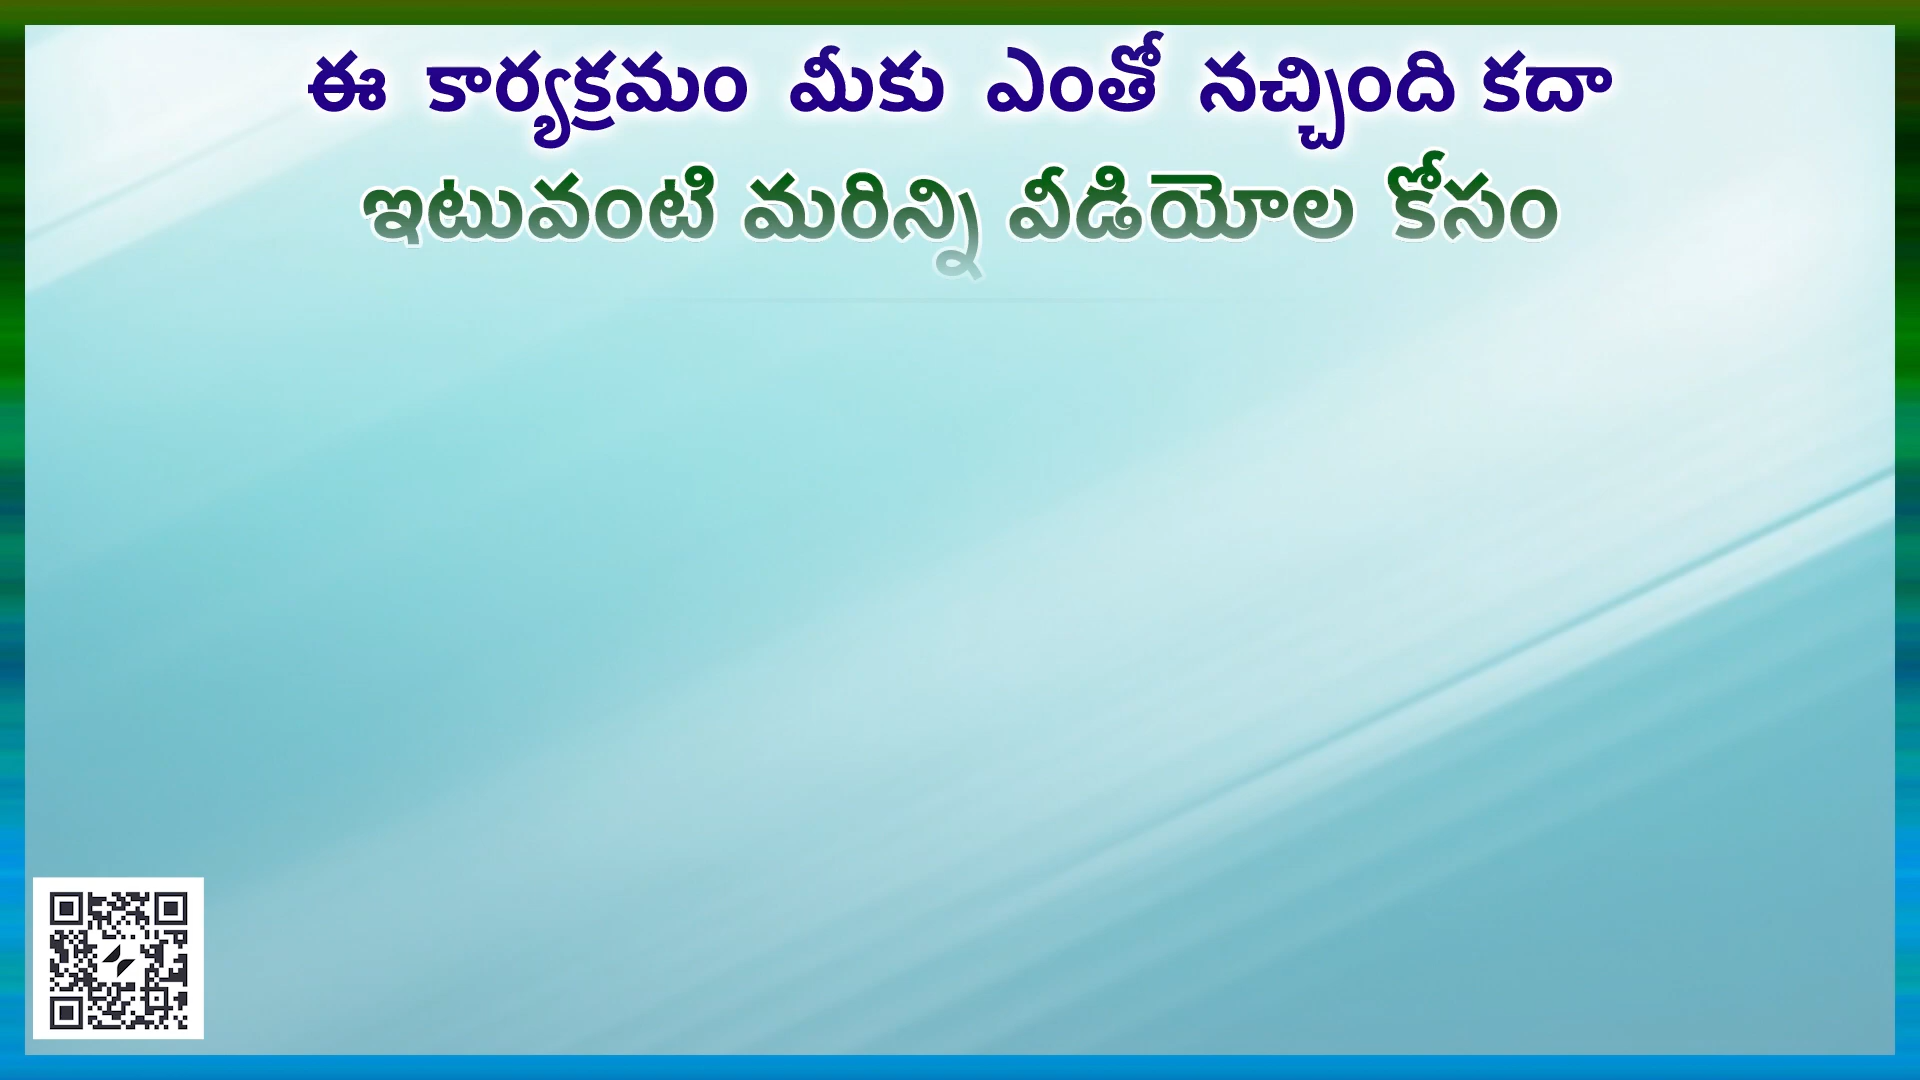 ఈ కార్యక్రమం మీకు ఎంతో నచ్చింది కదా
ఇటువంటి మరిన్ని వీడియోల కోసం